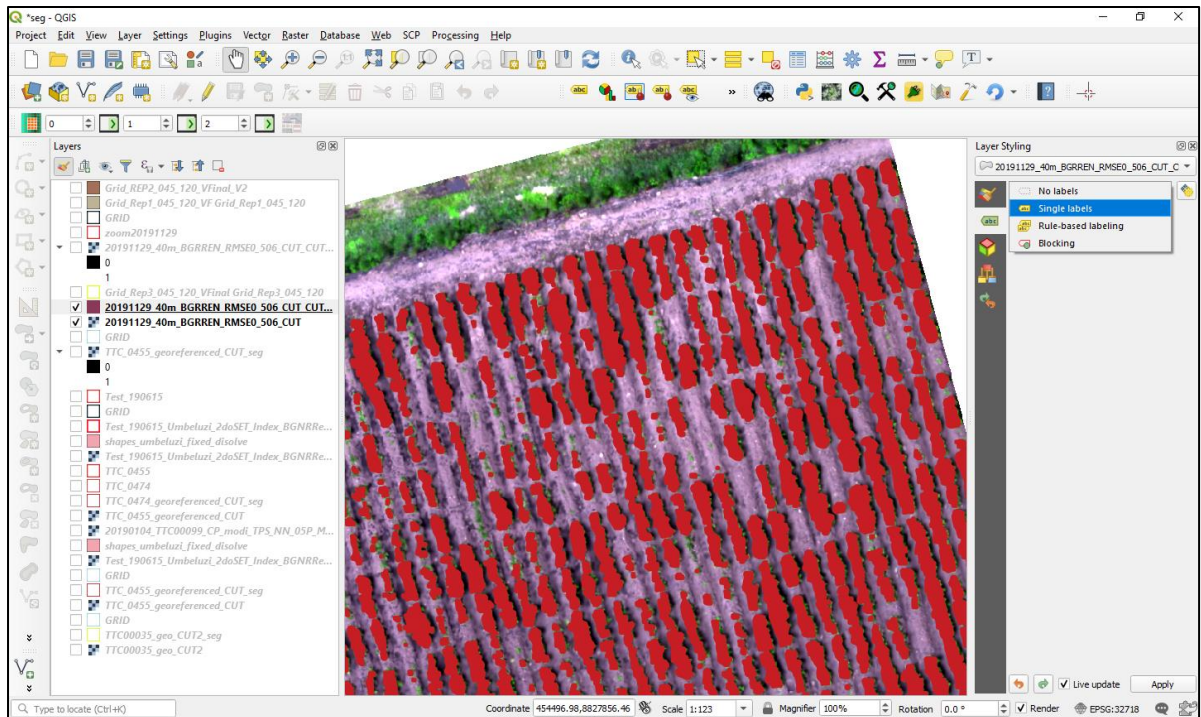 *seg - QGIS
Project Edit View Layer Settings Plugins Vector Raster Database Web SCP Processing Help
0 1 2
Layers
Grid_REP2_045_120_VFinal_V2
Grid_Rep1_045_120_VF Grid_Rep1_045_120
GRID
zoom20191129
20191129_40m_BGRREN_RMSE0_506_CUT_CUT...
0
1
Grid_Rep3_045_120_VFinal Grid_Rep3_045_120
20191129_40m_BGRREN_RMSE0_506_CUT_CUT...
20191129_40m_BGRREN_RMSE0_506_CUT
GRID
TTC_0455_georeferenced_CUT_seg
0
1
Test_190615
GRID
Test_190615_Umbeluzi_2doSET_Index_BGNRRe...
shapes_umbeluzi_fixed_disolve
Test_190615_Umbeluzi_2doSET_Index_BGNRRe...
TTC_0455
TTC_0474
TTC_0474_georeferenced_CUT_seg
TTC_0455_georeferenced_CUT
20190104_TTC00099_CP_modi_TPS_NN_05P_M...
shapes_umbeluzi_fixed_disolve
Test_190615_Umbeluzi_2doSET_Index_BGNRRe...
GRID
TTC_0455_georeferenced_CUT_seg
TTC_0455_georeferenced_CUT
GRID
TTC00035_geo_CUT2_seg
TTC00035_geo_CUT2
Layer Styling
20191129_40m_BGRREN_RMSE0_506_CUT_C
No labels
Single labels
Rule-based labeling
Blocking
Live update Apply
Type to locate (Ctrl+K) Coordinate 454496.98,8827856.46 Scale 1:123 Magnifier 100% Rotation 0.0 ° Render EPSG:32718